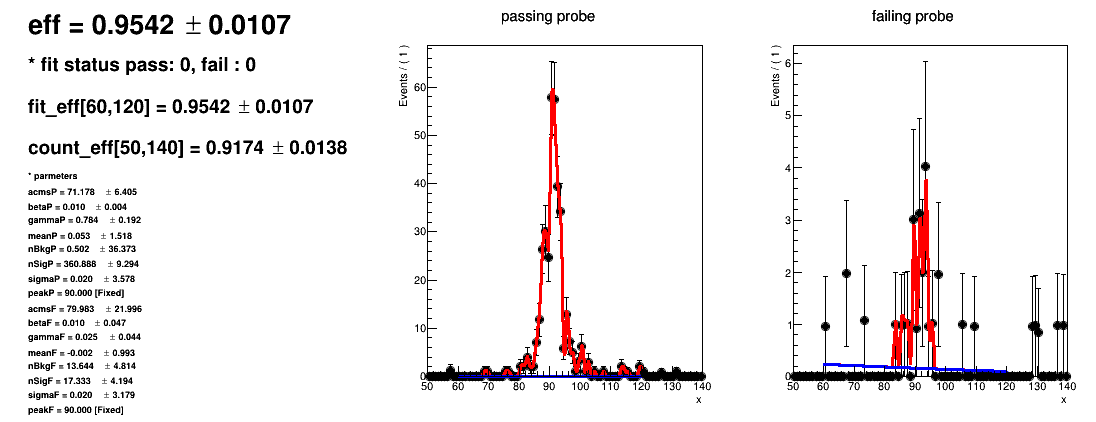 eff = 0.9542 ± 0.0107
* fit status pass: 0, fail : 0
fit_eff[60,120] = 0.9542 ± 0.0107
count_eff[50,140] = 0.9174 ± 0.0138
* parmeters
acmsP = 71.178 ± 6.405
betaP = 0.010 ± 0.004
gammaP = 0.784 ± 0.192
meanP = 0.053 ± 1.518
nBkgP = 0.502 ± 36.373
nSigP = 360.888 ± 9.294
sigmaP = 0.020 ± 3.578
peakP = 90.000 [Fixed]
acmsF = 79.983 ± 21.996
betaF = 0.010 ± 0.047
gammaF = 0.025 ± 0.044
meanF = -0.002 ± 0.993
nBkgF = 13.644 ± 4.814
nSigF = 17.333 ± 4.194
sigmaF = 0.020 ± 3.179
peakF = 90.000 [Fixed]
passing probe
Events / ( 1 )
60
50
40
30
20
10
0
50 60 70 80 90 100 110 120 130 140
x
failing probe
Events / ( 1 )
6
5
4
3
2
1
0
50 60 70 80 90 100 110 120 130 140
x